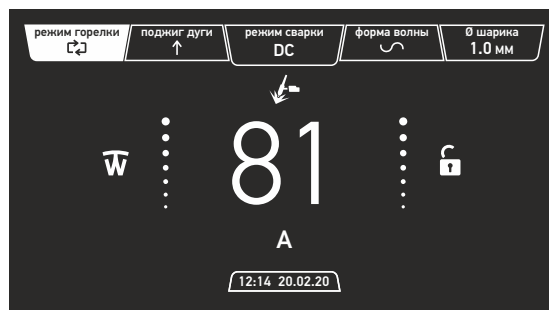 режим горелки
поджиг дуги
режим сварки
DC
форма волны
Ø шарика
1.0 мм
W
81
A
12:14 20.02.20